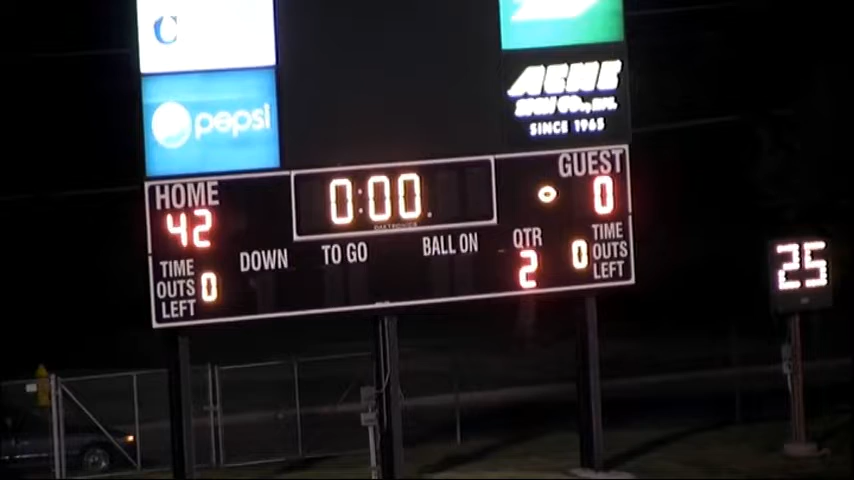 C
pepsi
ACME
SINCE 1965
HOME
42
0:00
GUEST
0
DAKTRONICS
DOWN
TO GO
BALL ON
QTR
2
TIME
OUTS
LEFT
0
TIME
OUTS
LEFT
0
25